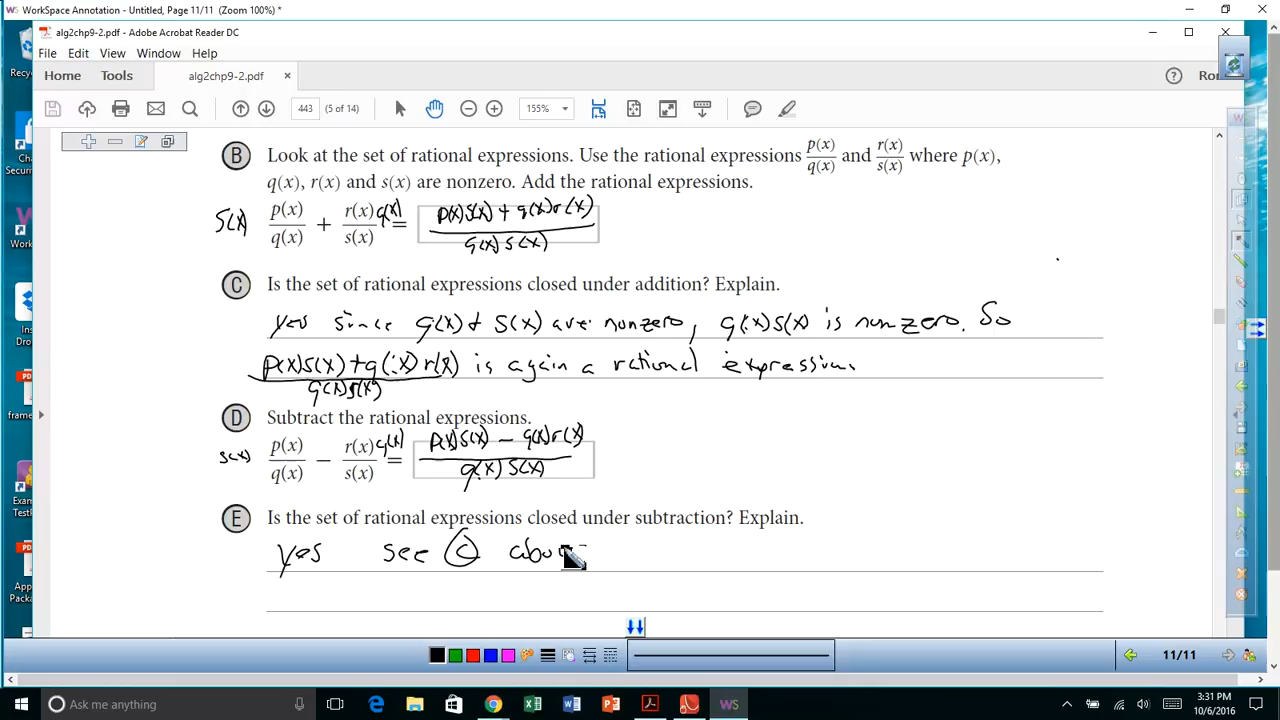 WorkSpace Annotation - Untitled, Page 11/11 (Zoom 100%) *
alg2chp9-2.pdf - Adobe Acrobat Reader DC
File Edit View Window Help
Home Tools alg2chp9-2.pdf × ? Ron
443 (5 of 14) 155%
B Look at the set of rational expressions. Use the rational expressions p(x)/q(x) and r(x)/s(x) where p(x),
q(x), r(x) and s(x) are nonzero. Add the rational expressions.
S(x) p(x)/q(x) + r(x)/s(x) q(x) = p(x)s(x) + q(x)r(x) / q(x) s(x)
C Is the set of rational expressions closed under addition? Explain.
yes since q(x) + s(x) are nonzero, q(x)s(x) is nonzero. So
p(x)s(x) + q(x)r(x) / q(x)s(x) is again a rational expression.
D Subtract the rational expressions.
s(x) p(x)/q(x) − r(x)/s(x) q(x) = p(x)s(x) − q(x)r(x) / q(x) s(x)
E Is the set of rational expressions closed under subtraction? Explain.
yes see C
11/11
Ask me anything
WS
3:31 PM
10/6/2016